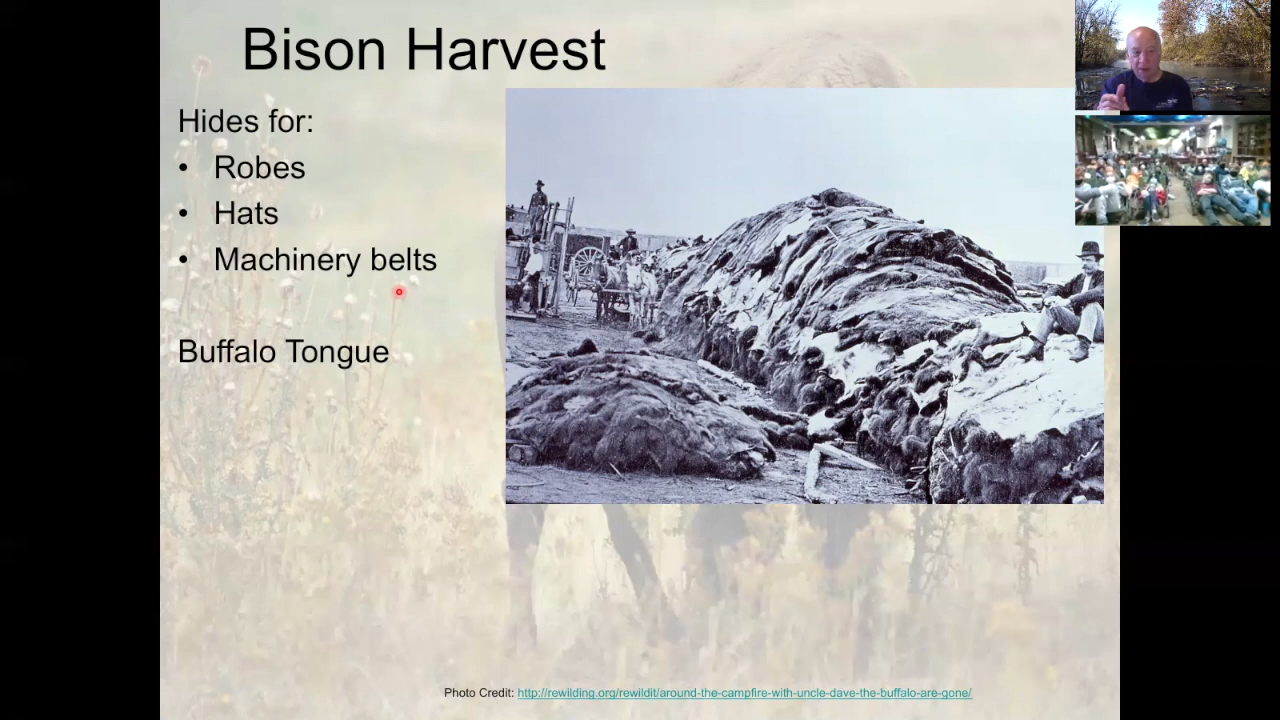 Bison Harvest
Hides for:
• Robes
• Hats
• Machinery belts
Buffalo Tongue
Photo Credit: http://rewilding.org/rewildit/around-the-campfire-with-uncle-dave-the-buffalo-are-gone/